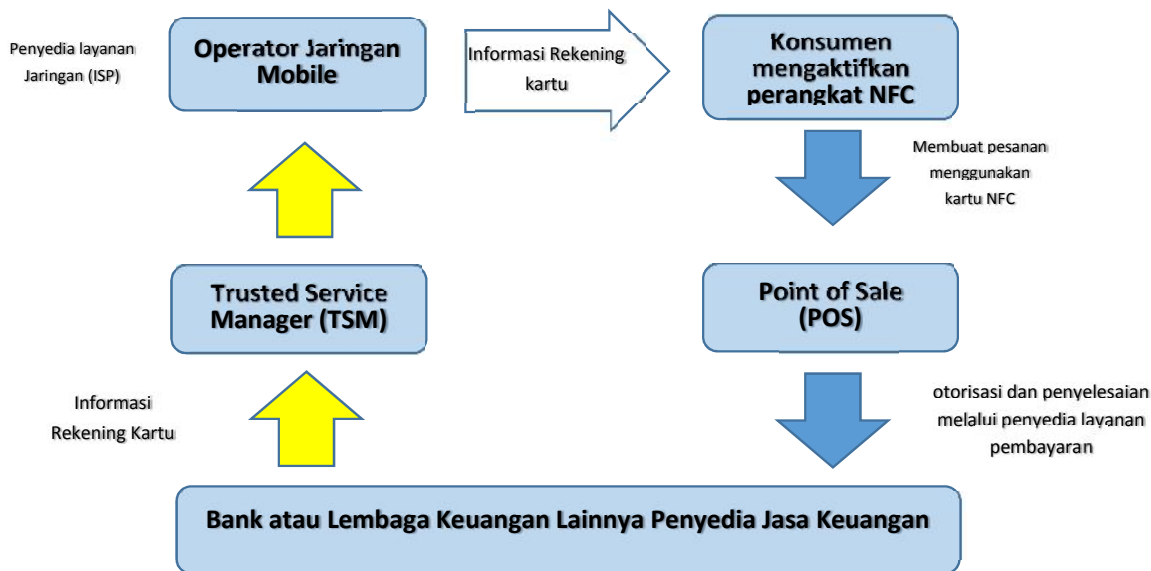 Penyedia layanan
Jaringan (ISP)
Operator Jaringan
Mobile
Informasi Rekening
kartu
Konsumen
mengaktifkan
perangkat NFC
Membuat pesanan
menggunakan
kartu NFC
Trusted Service
Manager (TSM)
Point of Sale
(POS)
Informasi
Rekening Kartu
otorisasi dan penyelesaian
melalui penyedia layanan
pembayaran
Bank atau Lembaga Keuangan Lainnya Penyedia Jasa Keuangan